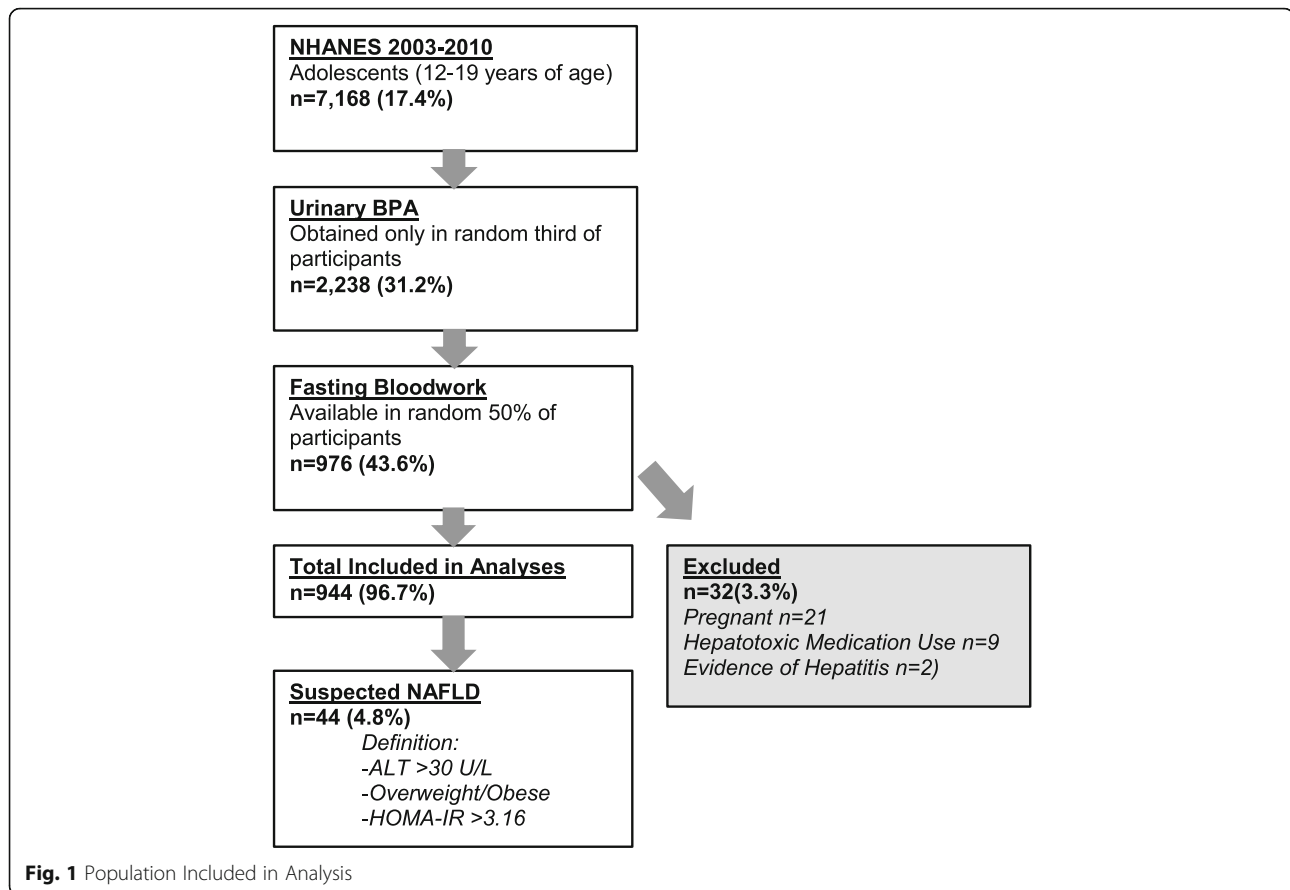 NHANES 2003-2010
Adolescents (12-19 years of age)
n=7,168 (17.4%)
Urinary BPA
Obtained only in random third of
participants
n=2,238 (31.2%)
Fasting Bloodwork
Available in random 50% of
participants
n=976 (43.6%)
Total Included in Analyses
n=944 (96.7%)
Excluded
n=32(3.3%)
Pregnant n=21
Hepatotoxic Medication Use n=9
Evidence of Hepatitis n=2)
Suspected NAFLD
n=44 (4.8%)
Definition:
-ALT >30 U/L
-Overweight/Obese
-HOMA-IR >3.16
Fig. 1 Population Included in Analysis